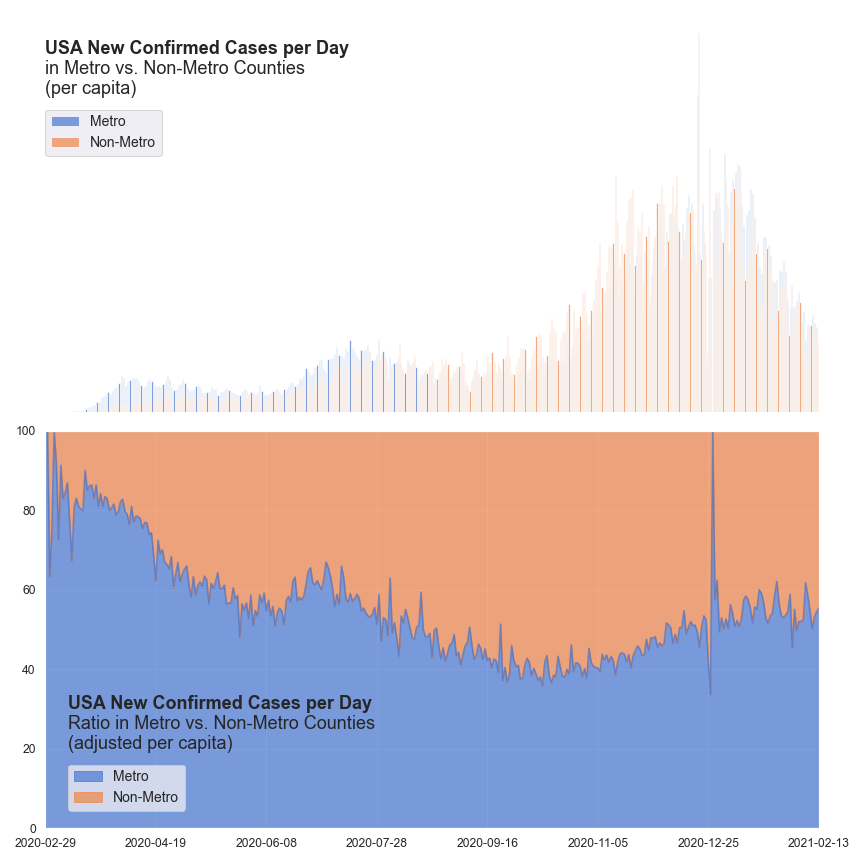 USA New Confirmed Cases per Day
in Metro vs. Non-Metro Counties
(per capita)
Metro
Non-Metro
100
80
60
40
20
0
USA New Confirmed Cases per Day
Ratio in Metro vs. Non-Metro Counties
(adjusted per capita)
Metro
Non-Metro
2020-02-29 2020-04-19 2020-06-08 2020-07-28 2020-09-16 2020-11-05 2020-12-25 2021-02-13